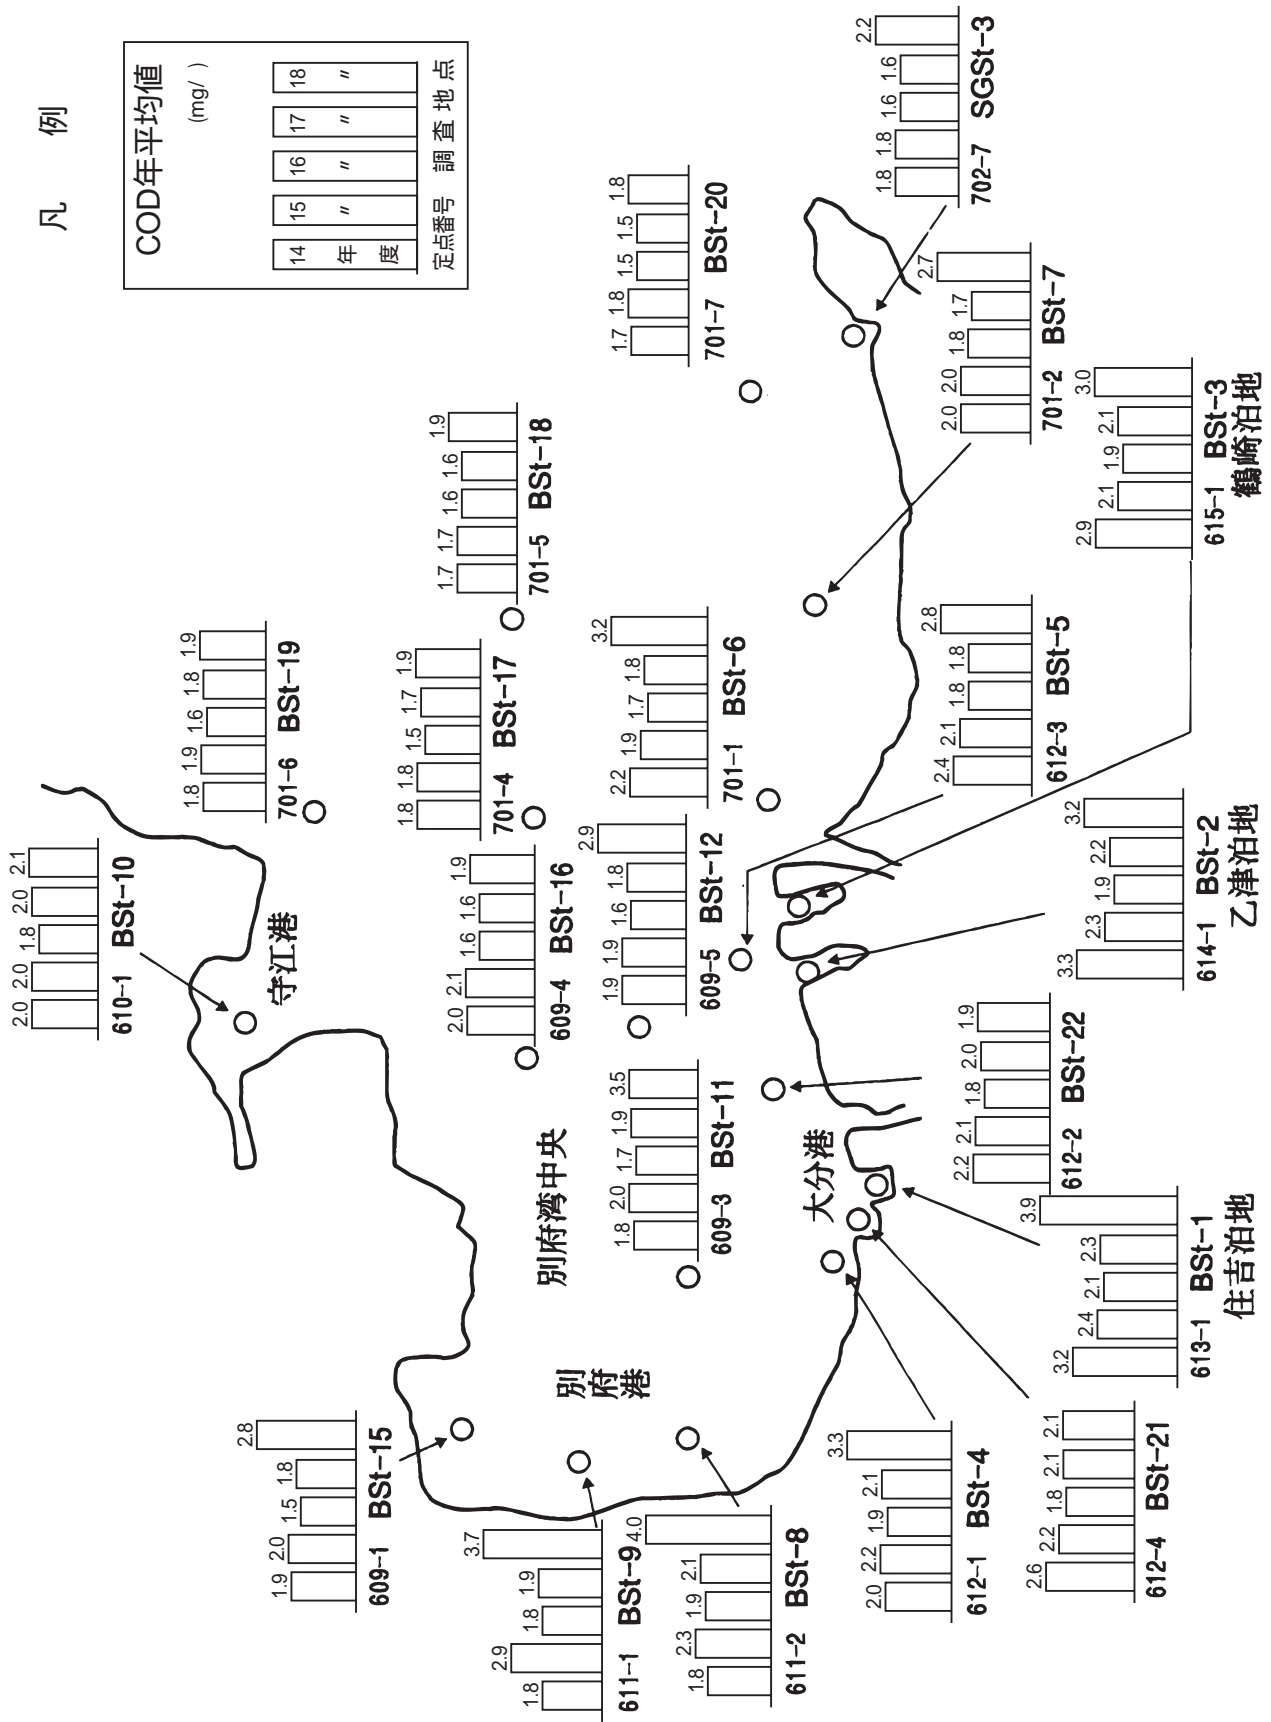 凡 例
COD年平均値
(mg/ )
14 15 16 17 18
年 〃 〃 〃 〃
度
定点番号 調査地点
2.0 2.0 1.8 2.0 2.1
610-1 BSt-10
守江港
1.8 1.9 1.6 1.8 1.9
701-6 BSt-19
1.8 1.8 1.5 1.7 1.9
701-4 BSt-17
1.7 1.7 1.6 1.6 1.9
701-5 BSt-18
1.7 1.8 1.5 1.5 1.8
701-7 BSt-20
1.8 1.8 1.6 1.6 2.2
702-7 SGSt-3
1.9 2.0 1.5 1.8 2.8
609-1 BSt-15
2.0 2.1 1.6 1.6 1.9
609-4 BSt-16
1.9 1.9 1.6 1.8 2.9
609-5 BSt-12
2.2 1.9 1.7 1.8 3.2
701-1 BSt-6
2.0 2.0 1.8 1.7 2.7
701-2 BSt-7
別府湾中央
1.8 2.0 1.7 1.9 3.5
609-3 BSt-11
別府港
大分港
1.8 2.9 1.8 1.9 3.7
611-1 BSt-9
1.8 2.3 1.9 2.1 4.0
611-2 BSt-8
2.0 2.2 1.9 2.1 3.3
612-1 BSt-4
2.6 2.2 1.8 2.1 2.1
612-4 BSt-21
3.2 2.4 2.1 2.3 3.9
613-1 BSt-1
住吉泊地
2.2 2.1 1.8 2.0 1.9
612-2 BSt-22
3.3 2.3 1.9 2.2 3.2
614-1 BSt-2
乙津泊地
2.4 2.1 1.8 1.8 2.8
612-3 BSt-5
2.9 2.1 1.9 2.1 3.0
615-1 BSt-3
鶴崎泊地